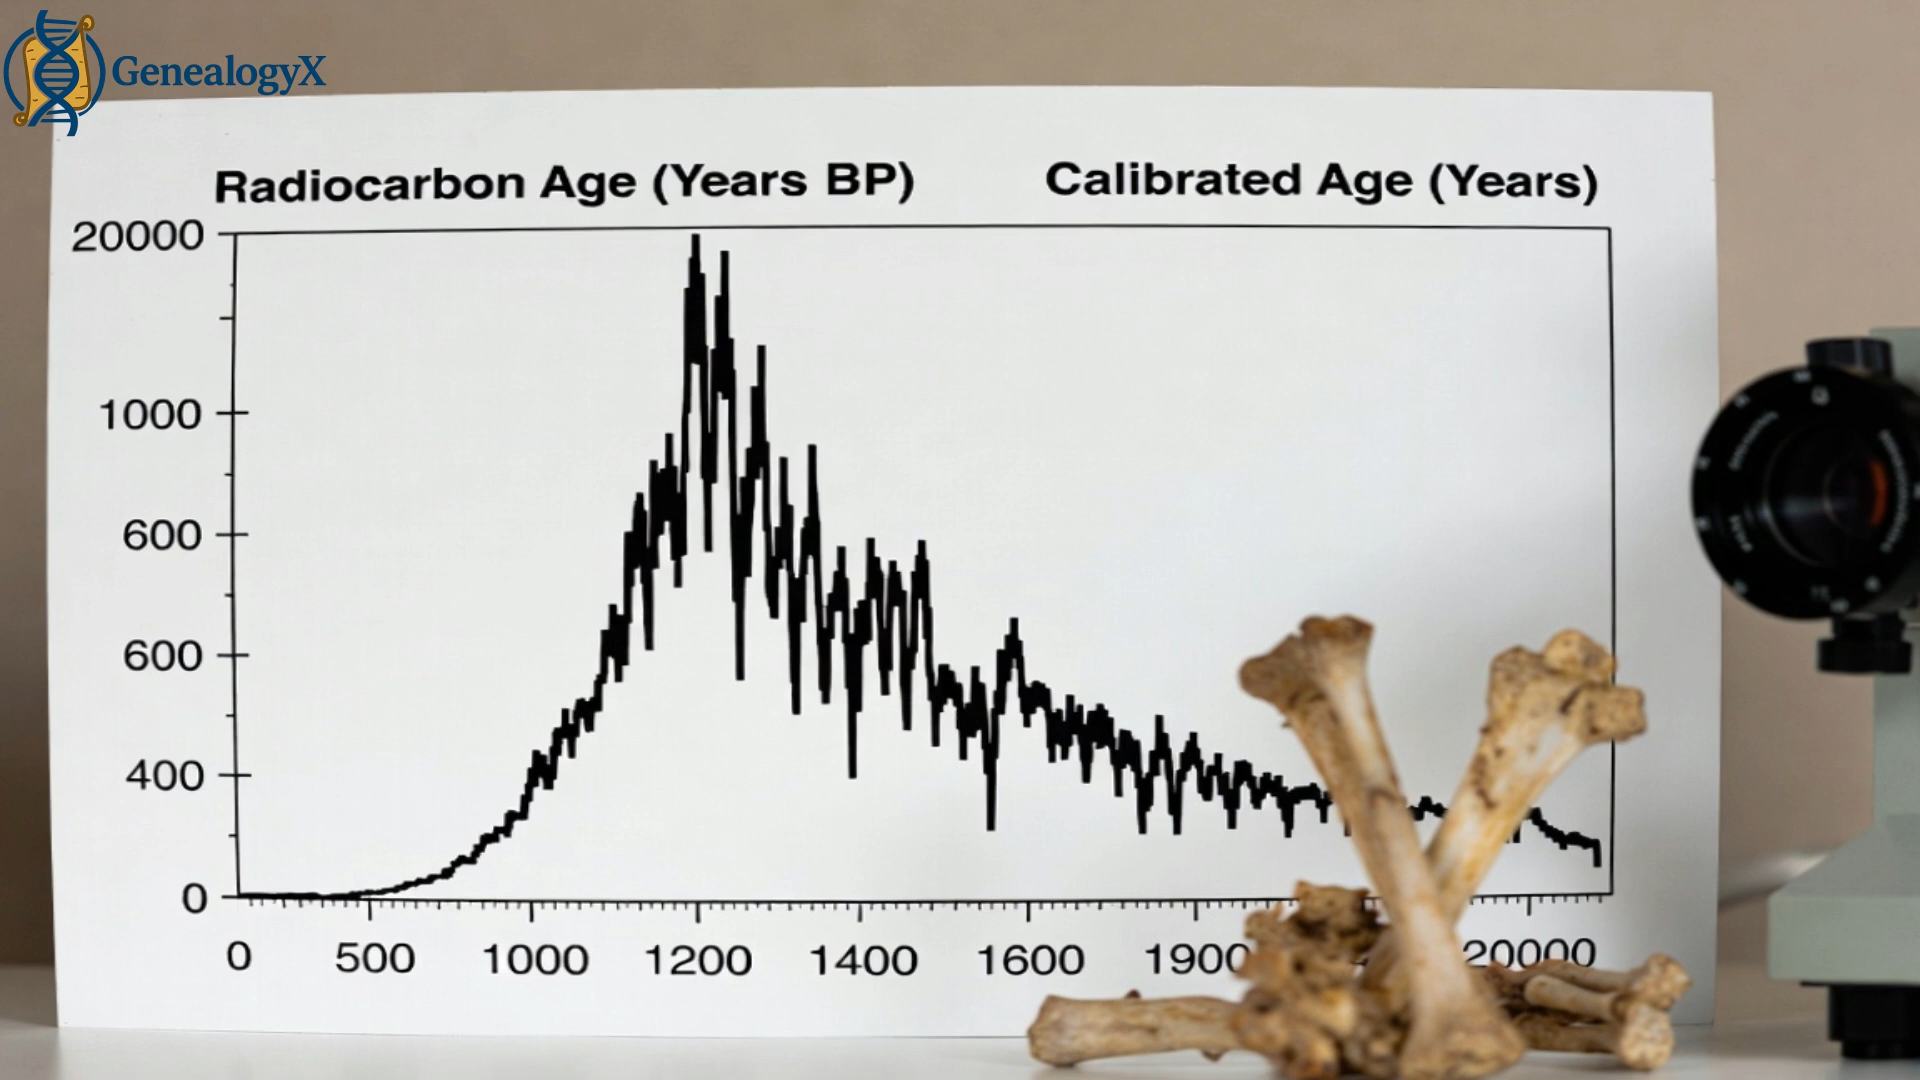 GenealogyX
Radiocarbon Age (Years BP) Calibrated Age (Years)
20000
1000
600
600
400
0
0 500 1000 1200 1400 1600 1900 20000